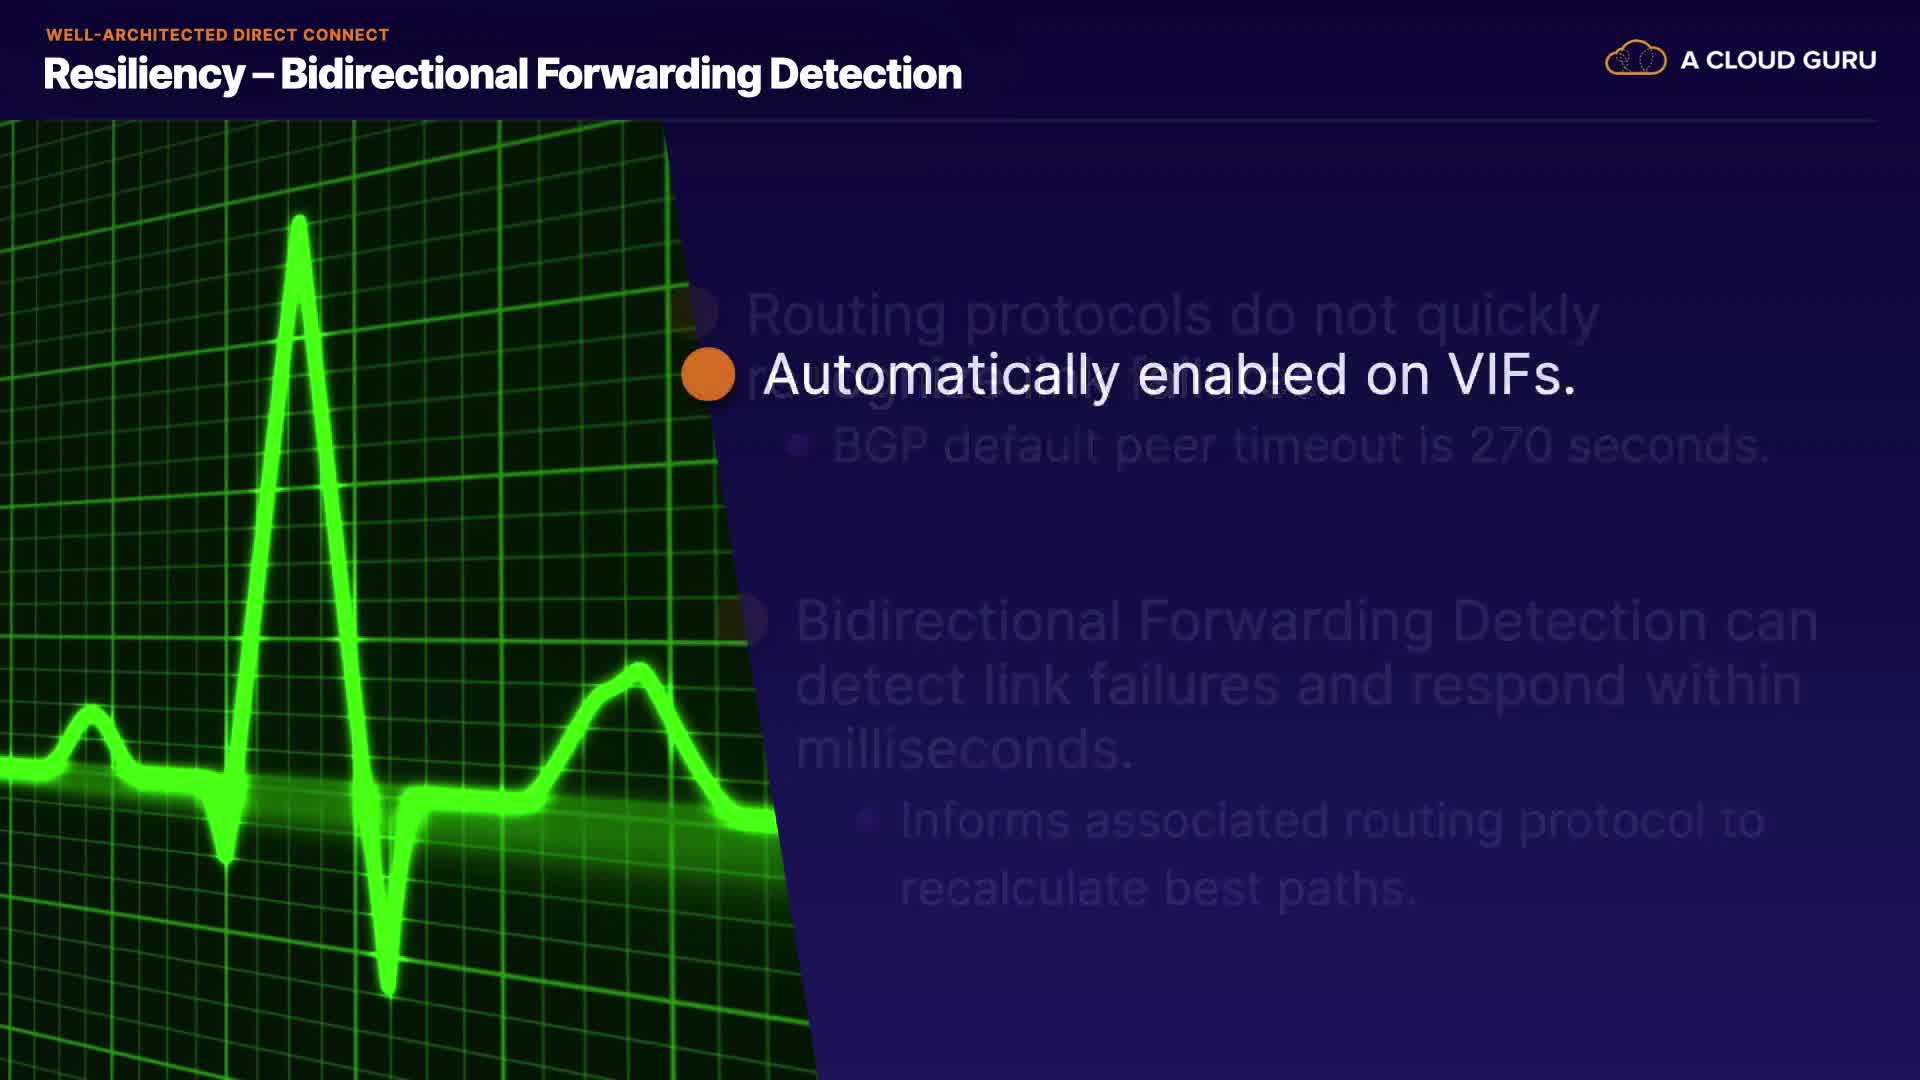 WELL-ARCHITECTED DIRECT CONNECT
Resiliency – Bidirectional Forwarding Detection
A CLOUD GURU
Routing protocols do not quickly
Automatically enabled on VIFs.
BGP default peer timeout is 270 seconds.
Bidirectional Forwarding Detection can
detect link failures and respond within
milliseconds.
Informs associated routing protocol to
recalculate best paths.